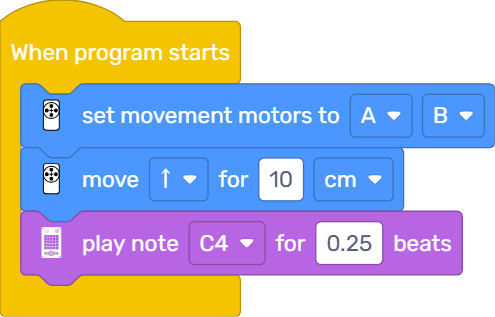 When program starts
set movement motors to A B
move ↑ for 10 cm
play note C4 for 0.25 beats